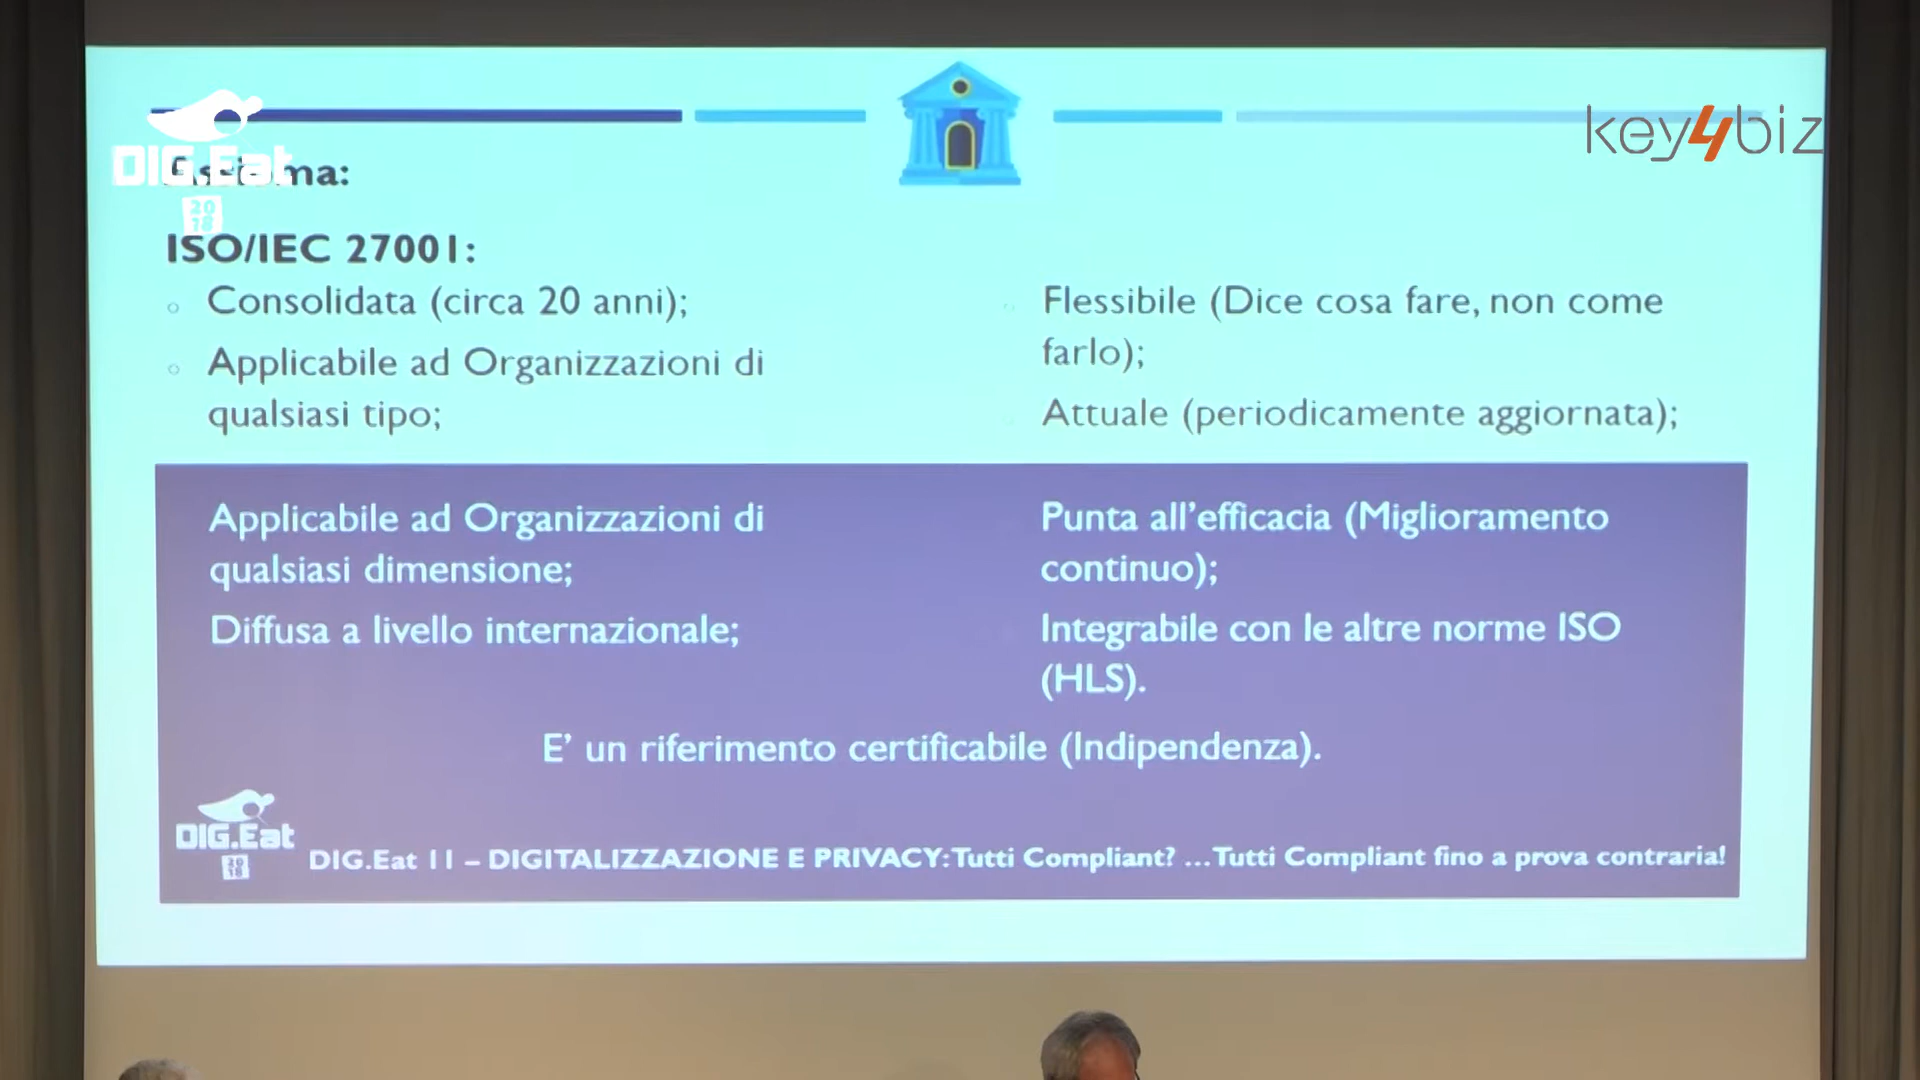 DIG.Eat
2018
key4biz
ISO/IEC 27001:
Consolidata (circa 20 anni);
Applicabile ad Organizzazioni di
qualsiasi tipo;
Flessibile (Dice cosa fare, non come
farlo);
Attuale (periodicamente aggiornata);
Applicabile ad Organizzazioni di
qualsiasi dimensione;
Diffusa a livello internazionale;
Punta all'efficacia (Miglioramento
continuo);
Integrabile con le altre norme ISO
(HLS).
E' un riferimento certificabile (Indipendenza).
DIG.Eat
2018
DIG.Eat 11 – DIGITALIZZAZIONE E PRIVACY: Tutti Compliant? ...Tutti Compliant fino a prova contraria!